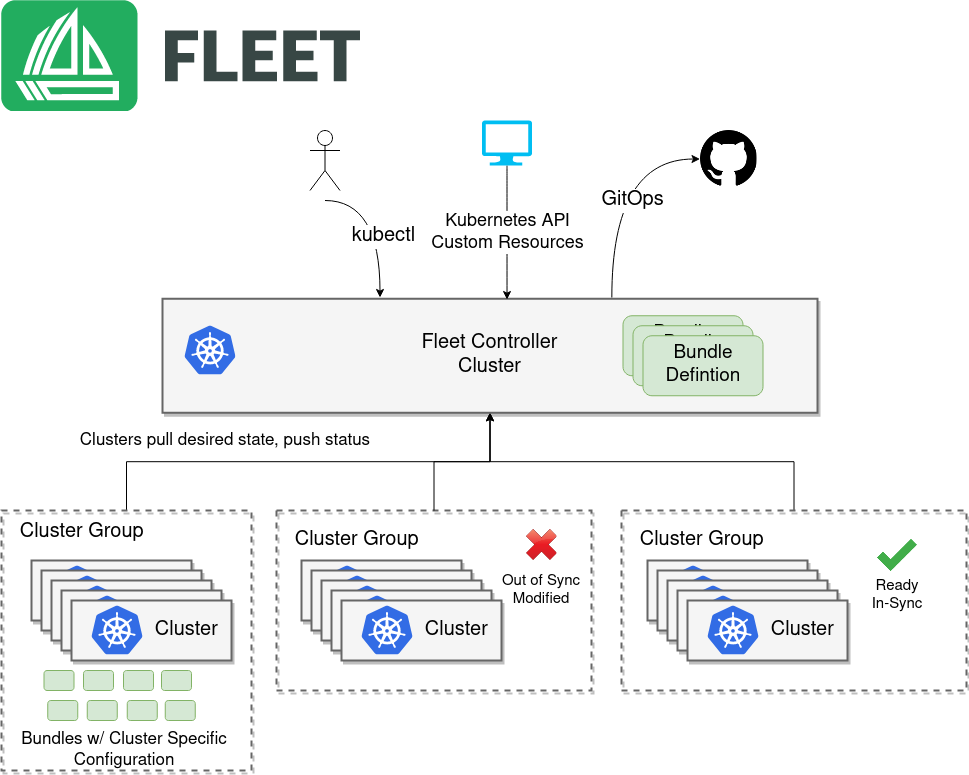 FLEET
kubectl
Kubernetes API
Custom Resources
GitOps
Fleet Controller
Cluster
Bundle
Defintion
Clusters pull desired state, push status
Cluster Group
Cluster
Bundles w/ Cluster Specific
Configuration
Cluster Group
Out of Sync
Modified
Cluster
Cluster Group
Ready
In-Sync
Cluster